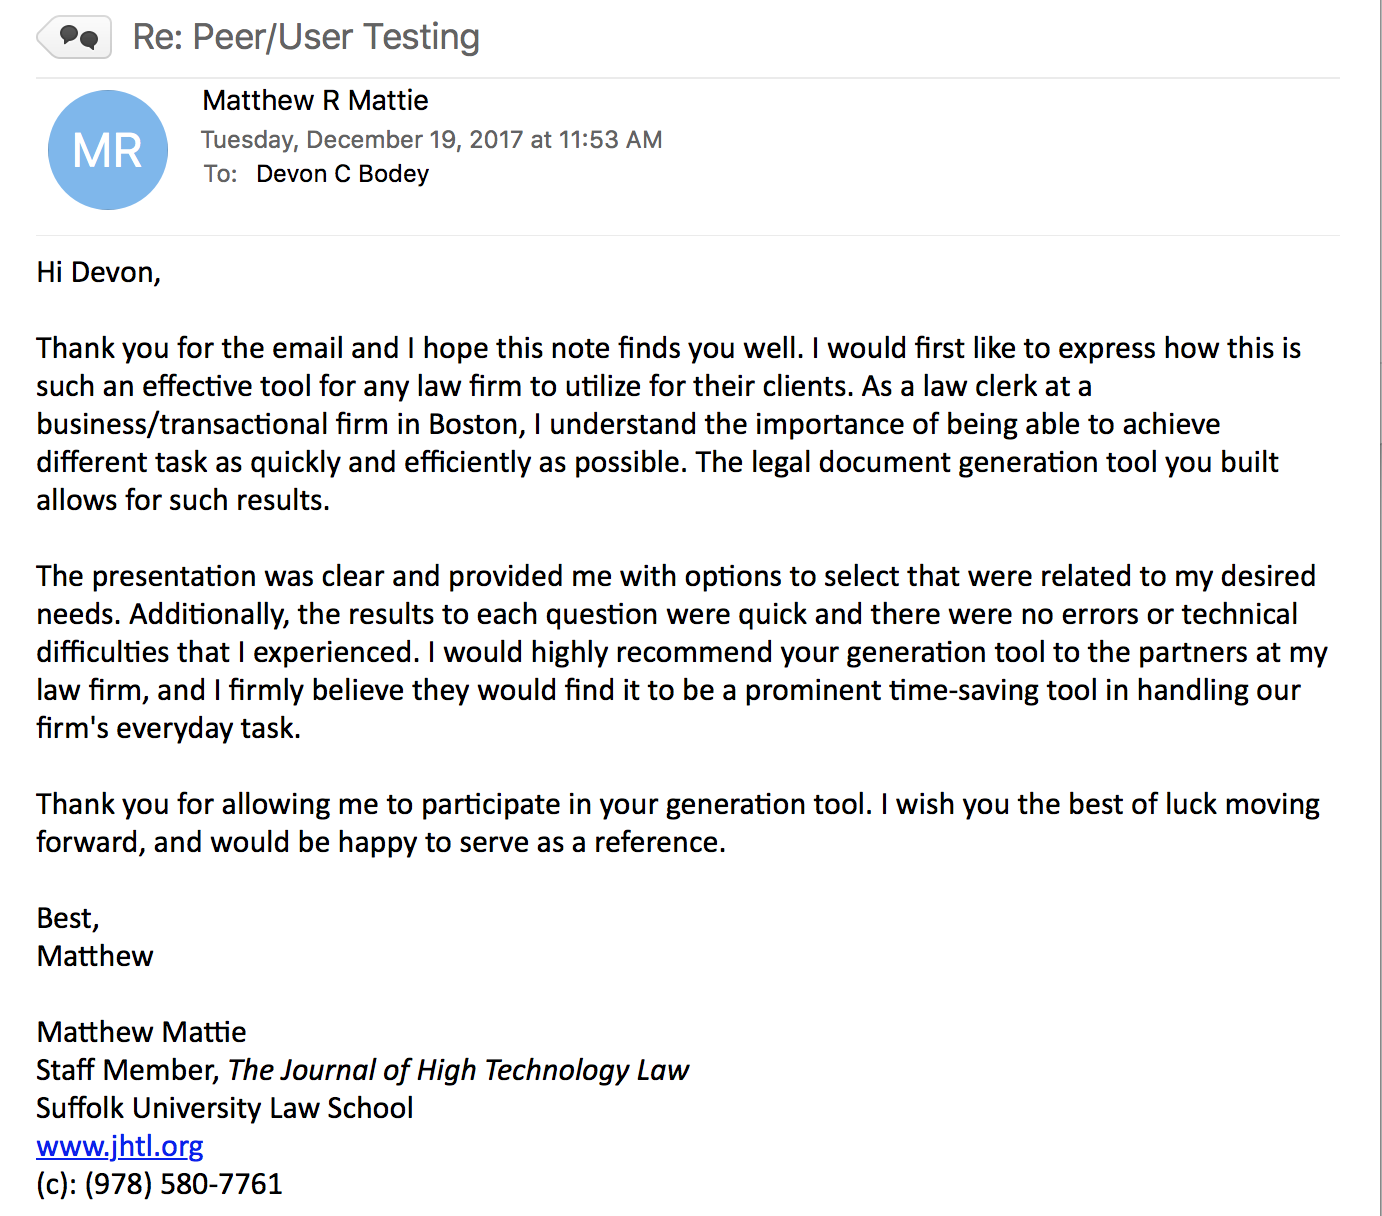 Re: Peer/User Testing
MR
Matthew R Mattie
Tuesday, December 19, 2017 at 11:53 AM
To: Devon C Bodey
Hi Devon,
Thank you for the email and I hope this note finds you well. I would first like to express how this is
such an effective tool for any law firm to utilize for their clients. As a law clerk at a
business/transactional firm in Boston, I understand the importance of being able to achieve
different task as quickly and efficiently as possible. The legal document generation tool you built
allows for such results.
The presentation was clear and provided me with options to select that were related to my desired
needs. Additionally, the results to each question were quick and there were no errors or technical
difficulties that I experienced. I would highly recommend your generation tool to the partners at my
law firm, and I firmly believe they would find it to be a prominent time-saving tool in handling our
firm's everyday task.
Thank you for allowing me to participate in your generation tool. I wish you the best of luck moving
forward, and would be happy to serve as a reference.
Best,
Matthew
Matthew Mattie
Staff Member, The Journal of High Technology Law
Suffolk University Law School
www.jhtl.org
(c): (978) 580-7761